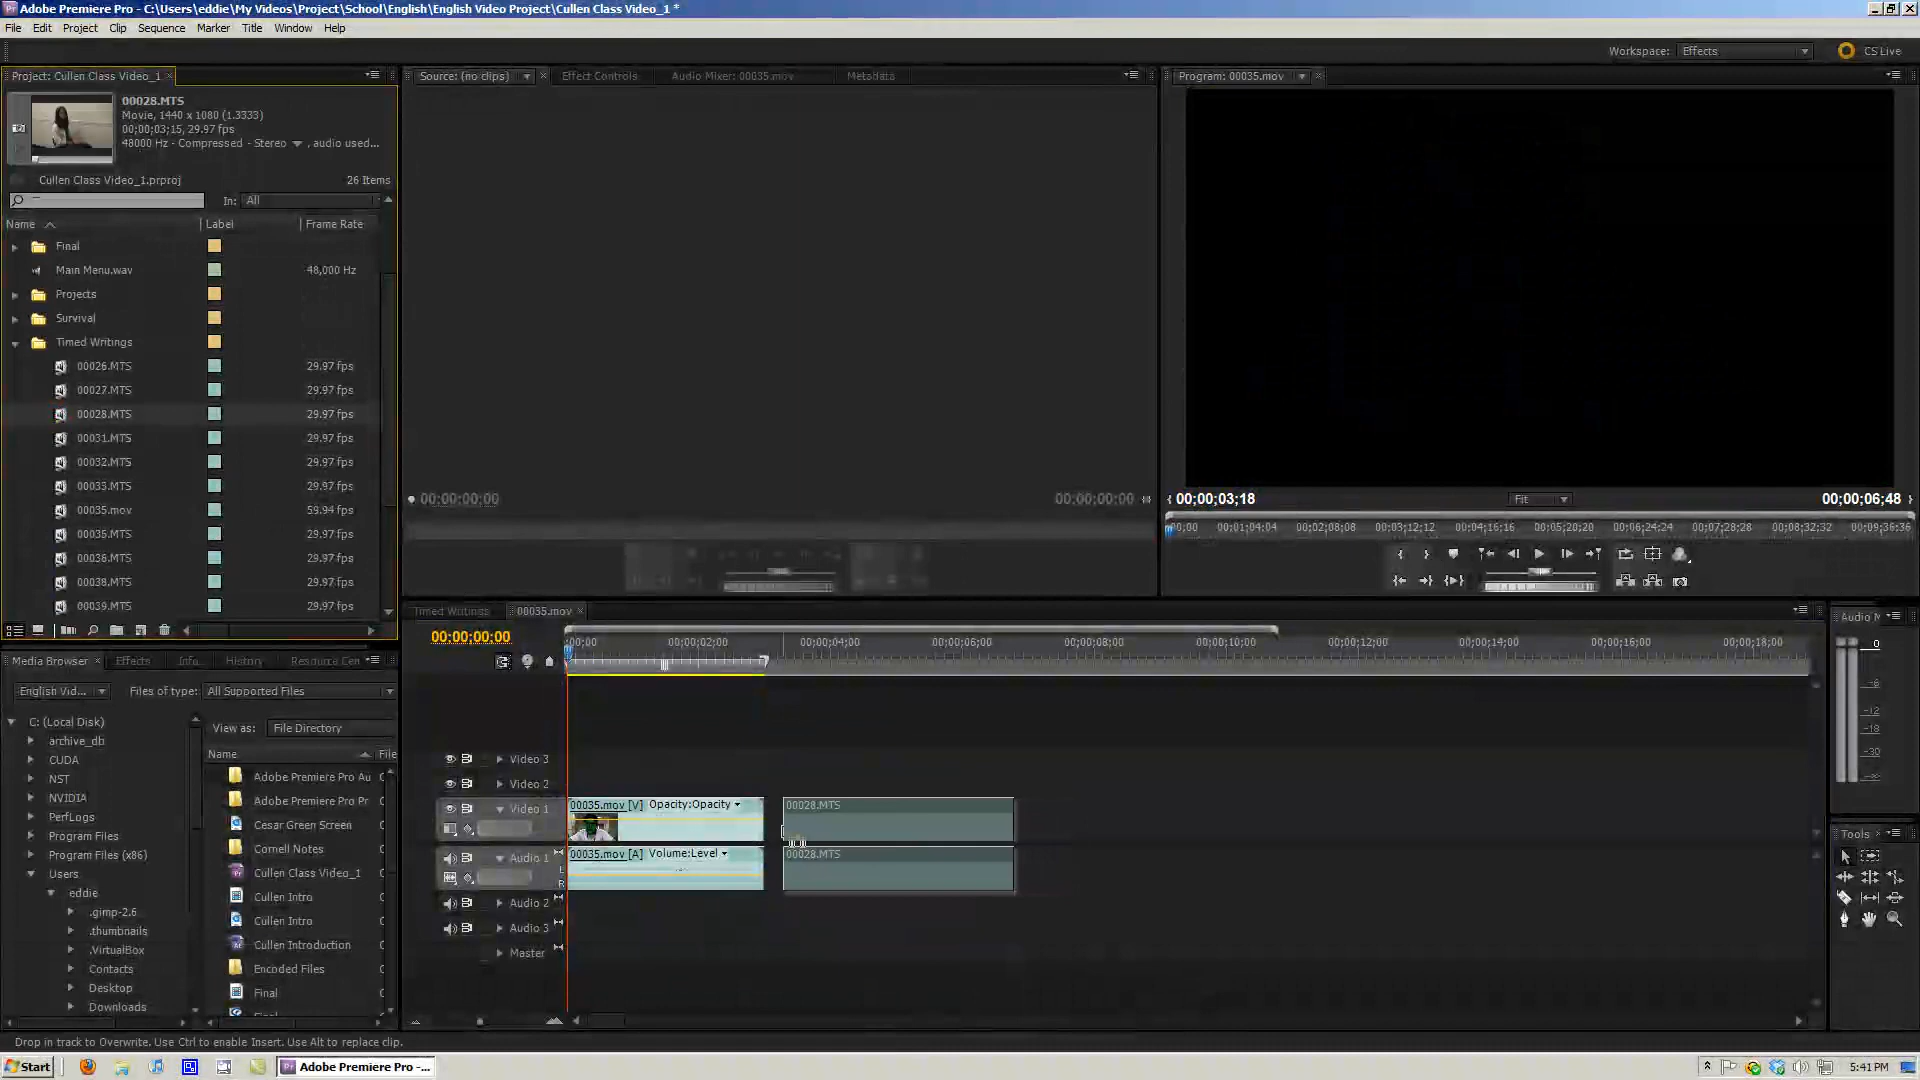 Adobe Premiere Pro - C:\Users\eddie\My Videos\Project\School\English\English Video Project\Cullen Class Video_1 *
File Edit Project Clip Sequence Marker Title Window Help
Workspace: Effects CS Live
Project: Cullen Class Video_1 ×
Source: (no clips) Effect Controls Audio Mixer: 00035.mov Metadata
Program: 00035.mov
00028.MTS
Movie, 1440 x 1080 (1.3333)
00;00;03;15, 29.97 fps
48000 Hz - Compressed - Stereo , audio used...
Cullen Class Video_1.prproj 26 Items
In: All
Name Label Frame Rate
Final
Main Menu.wav 48,000 Hz
Projects
Survival
Timed Writings
00026.MTS 29.97 fps
00027.MTS 29.97 fps
00028.MTS 29.97 fps
00031.MTS 29.97 fps
00032.MTS 29.97 fps
00033.MTS 29.97 fps
00035.mov 59.94 fps
00035.MTS 29.97 fps
00036.MTS 29.97 fps
00038.MTS 29.97 fps
00039.MTS 29.97 fps
00;00;00;00 00;00;00;00
00;00;03;18 Fit 00;00;06;48
00;00 00;01;04;04 00;02;08;08 00;03;12;12 00;04;16;16 00;05;20;20 00;06;24;24 00;07;28;28 00;08;32;32 00;09;36;36
Timed Writings 00035.mov ×
00;00;00;00
;00;00 00;00;02;00 00;00;04;00 00;00;06;00 00;00;08;00 00;00;10;00 00;00;12;00 00;00;14;00 00;00;16;00 00;00;18;00
Video 3
Video 2
Video 1
00035.mov [V] Opacity:Opacity
00028.MTS
Audio 1
00035.mov [A] Volume:Level
00028.MTS
L
R
Audio 2
Audio 3
Master
Audio M
0
-6
-12
-18
-30
Tools
Media Browser × Effects Info History Resource Cen
English Vid... Files of type: All Supported Files
C: (Local Disk)
archive_db
CUDA
NST
NVIDIA
PerfLogs
Program Files
Program Files (x86)
Users
eddie
.gimp-2.6
.thumbnails
.VirtualBox
Contacts
Desktop
Downloads
View as: File Directory
Name File
Adobe Premiere Pro Au
Adobe Premiere Pro Pr
Cesar Green Screen
Cornell Notes
Cullen Class Video_1
Cullen Intro
Cullen Intro
Cullen Introduction
Encoded Files
Final
Drop in track to Overwrite. Use Ctrl to enable Insert. Use Alt to replace clip.
Start Adobe Premiere Pro -... 5:41 PM